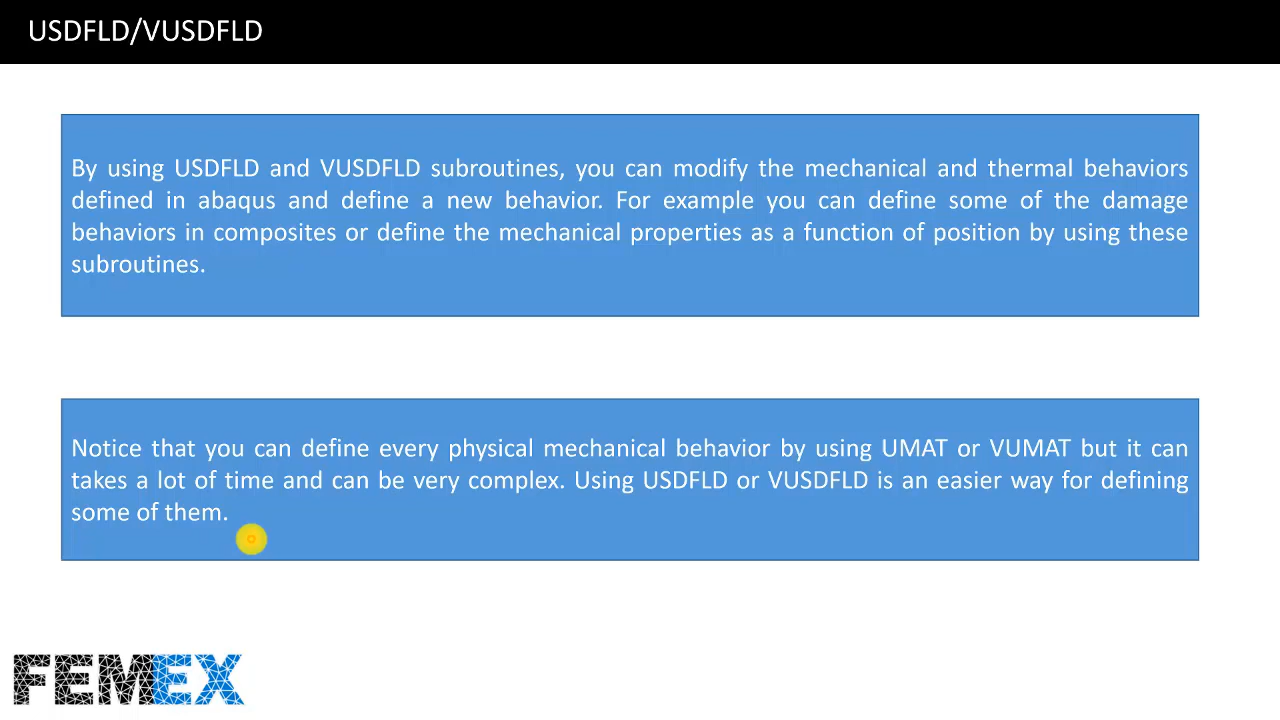 USDFLD/VUSDFLD
By using USDFLD and VUSDFLD subroutines, you can modify the mechanical and thermal behaviors
defined in abaqus and define a new behavior. For example you can define some of the damage
behaviors in composites or define the mechanical properties as a function of position by using these
subroutines.
Notice that you can define every physical mechanical behavior by using UMAT or VUMAT but it can
takes a lot of time and can be very complex. Using USDFLD or VUSDFLD is an easier way for defining
some of them.
FEMEX